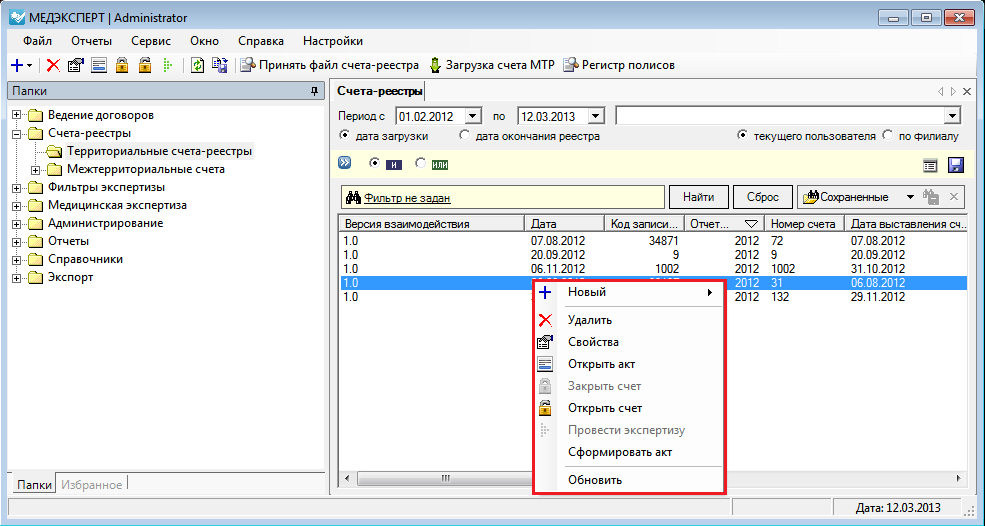 МЕДЭКСПЕРТ | Administrator
Файл Отчеты Сервис Окно Справка Настройки
Принять файл счета-реестра Загрузка счета МТР Регистр полисов
Папки
Ведение договоров
Счета-реестры
Территориальные счета-реестры
Межтерриториальные счета
Фильтры экспертизы
Медицинская экспертиза
Администрирование
Отчеты
Справочники
Экспорт
Папки Избранное
Счета-реестры
Период с 01.02.2012 по 12.03.2013
дата загрузки дата окончания реестра текущего пользователя по филиалу
И ИЛИ
Фильтр не задан Найти Сброс Сохраненные
Версия взаимодействия Дата Код записи... Отчет... Номер счета Дата выставления сч...
1.0 07.08.2012 34871 2012 72 07.08.2012
1.0 20.09.2012 9 2012 9 20.09.2012
1.0 06.11.2012 1002 2012 1002 31.10.2012
1.0 2012 31 06.08.2012
1.0 2012 132 29.11.2012
Новый
Удалить
Свойства
Открыть акт
Закрыть счет
Открыть счет
Провести экспертизу
Сформировать акт
Обновить
Дата: 12.03.2013